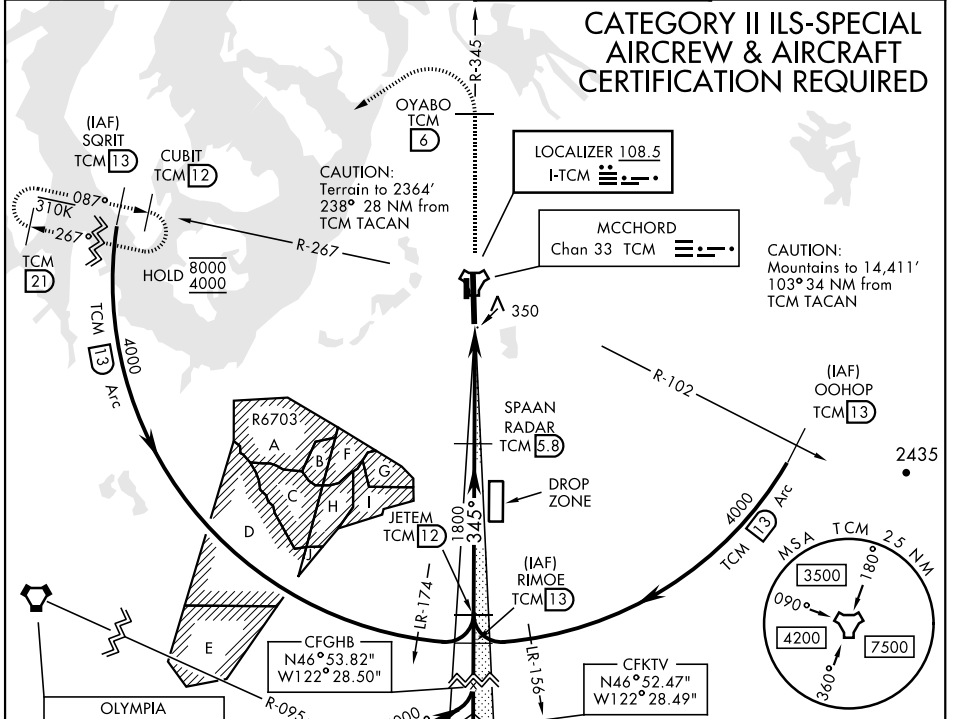 CATEGORY II ILS-SPECIAL
AIRCREW & AIRCRAFT
CERTIFICATION REQUIRED
R-345
OYABO
TCM
6
(IAF)
SQRIT
TCM 13
CUBIT
TCM 12
087°
310K
267°
TCM
21
HOLD 8000
4000
CAUTION:
Terrain to 2364'
238° 28 NM from
TCM TACAN
R-267
LOCALIZER 108.5
I-TCM
MCCHORD
Chan 33 TCM
CAUTION:
Mountains to 14,411'
103° 34 NM from
TCM TACAN
350
TCM 13 Arc
4000
R-102
(IAF)
OOHOP
TCM 13
2435
R6703
A
B
F
G
C
H
I
J
D
E
SPAAN
RADAR
TCM 5.8
DROP
ZONE
JETEM
TCM 12
1800
345°
(IAF)
RIMOE
TCM 13
4000
TCM 13 Arc
MSA TCM 25 NM
3500
180°
090°
4200
7500
360°
LR-174
LR-156
CFGHB
N46°53.82"
W122°28.50"
CFKTV
N46°52.47"
W122°28.49"
R-095
OLYMPIA